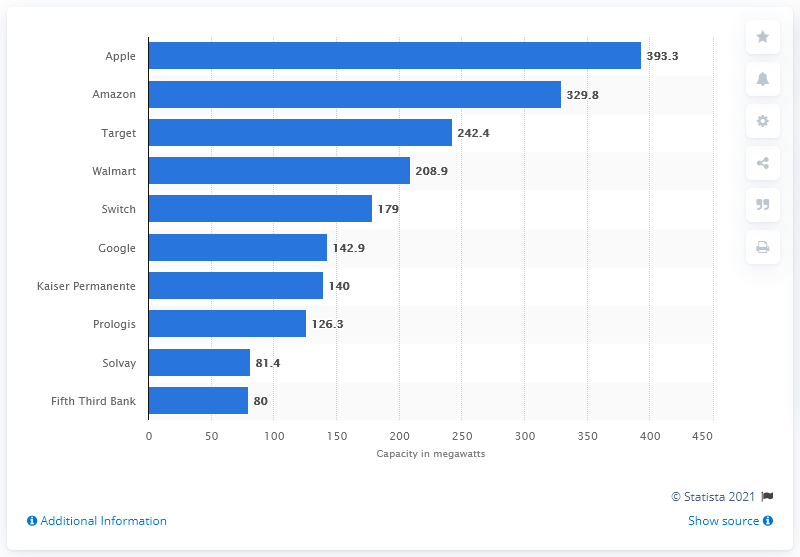 Apple 393.3
Amazon 329.8
Target 242.4
Walmart 208.9
Switch 179
Google 142.9
Kaiser Permanente 140
Prologis 126.3
Solvay 81.4
Fifth Third Bank 80
0 50 100 150 200 250 300 350 400 450
Capacity in megawatts
© Statista 2021
Additional Information Show source